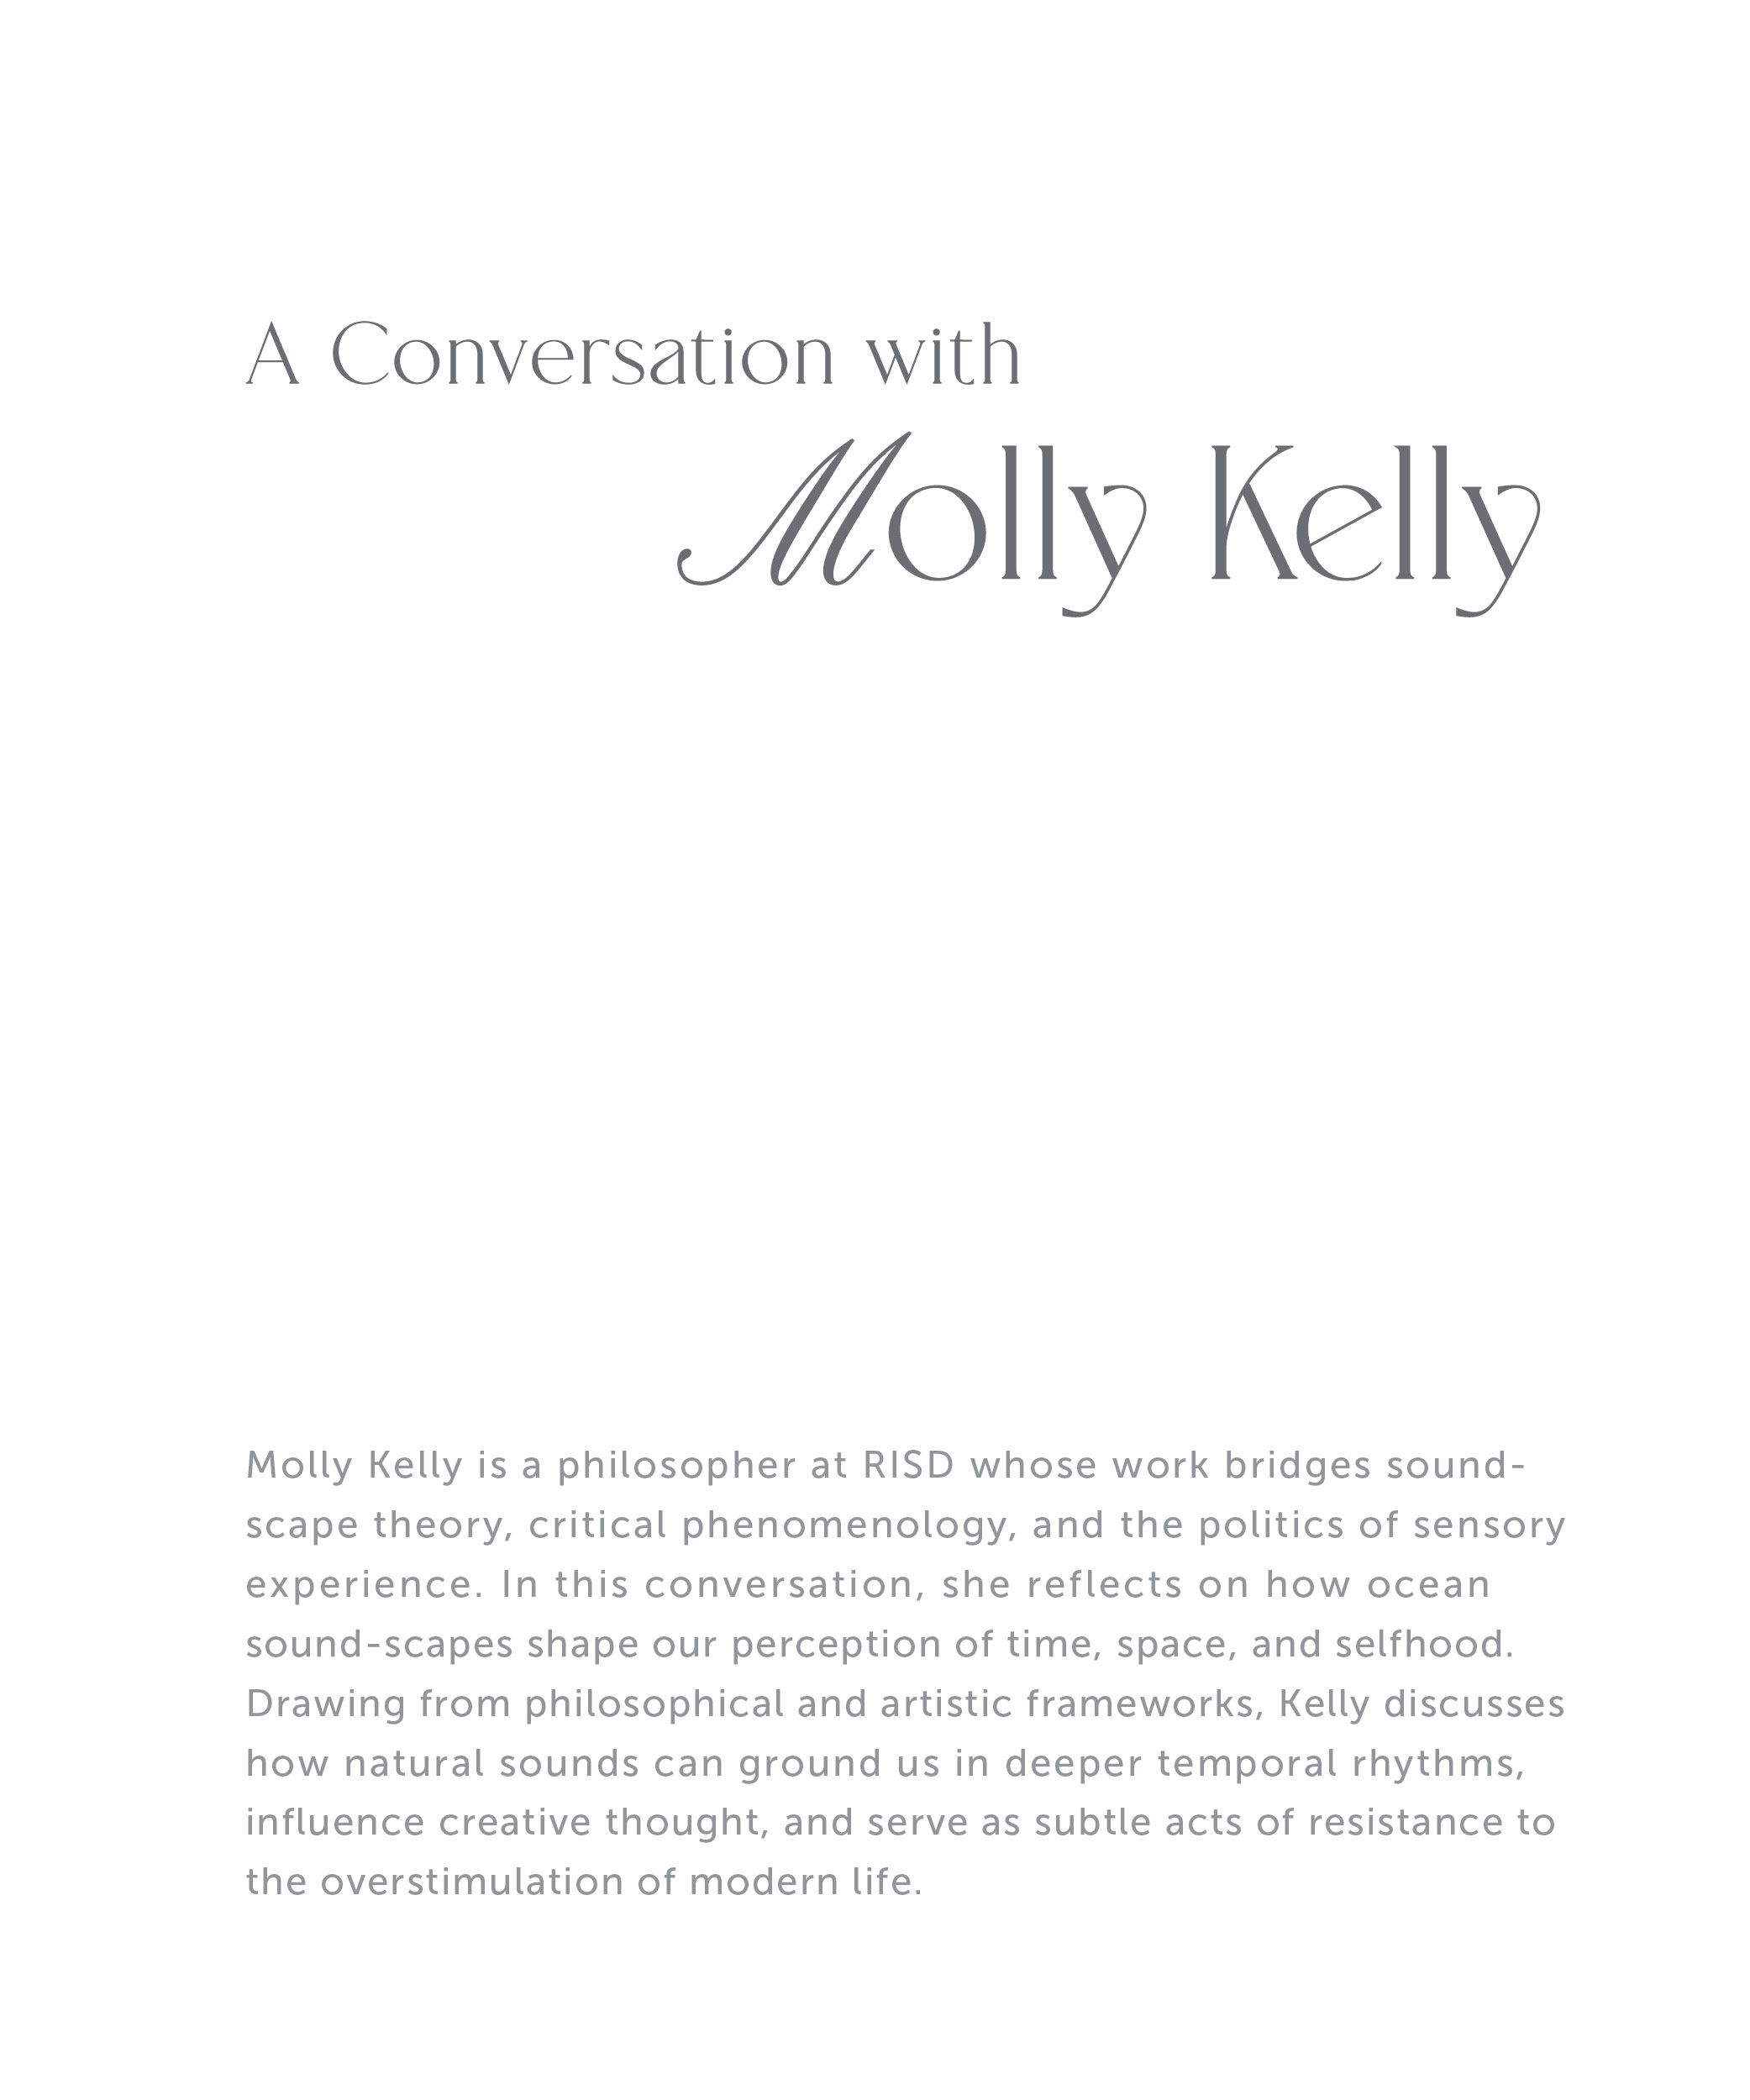 A Conversation with
Molly Kelly
Molly Kelly is a philosopher at RISD whose work bridges sound-
scape theory, critical phenomenology, and the politics of sensory
experience. In this conversation, she reflects on how ocean
sound-scapes shape our perception of time, space, and selfhood.
Drawing from philosophical and artistic frameworks, Kelly discusses
how natural sounds can ground us in deeper temporal rhythms,
influence creative thought, and serve as subtle acts of resistance to
the overstimulation of modern life.